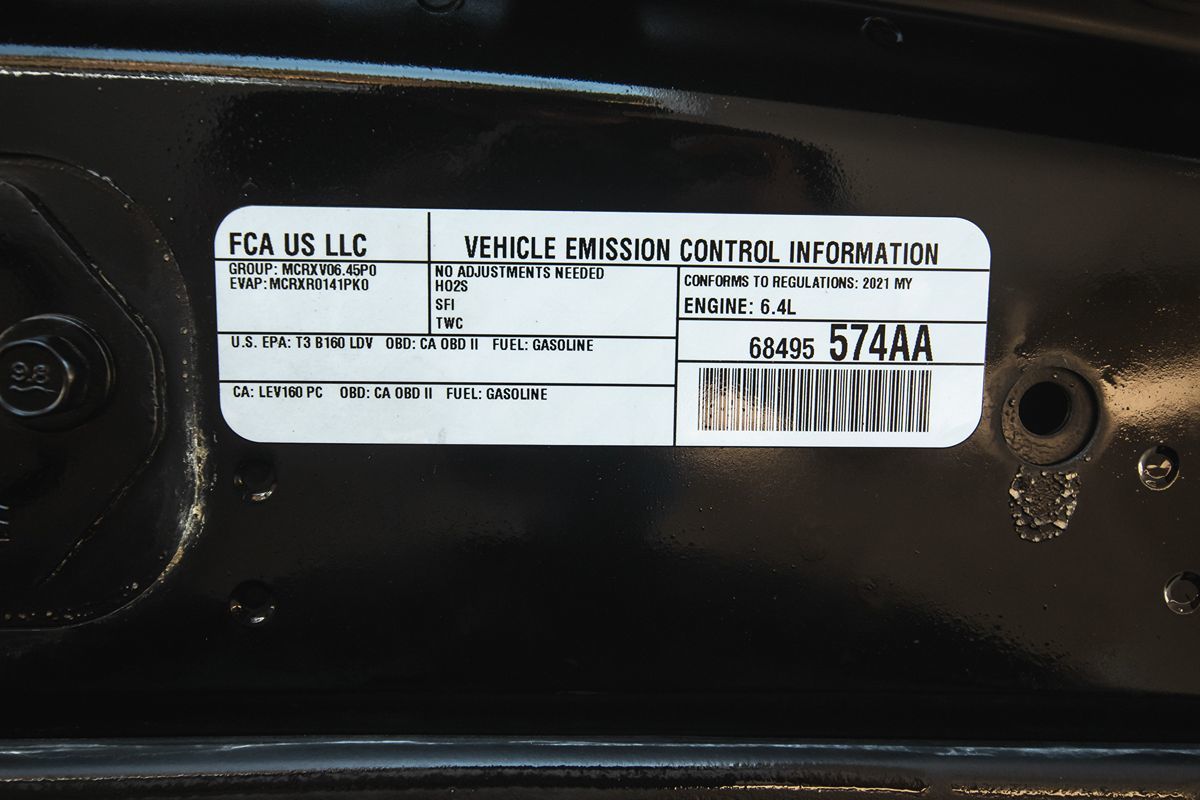 FCA US LLC
VEHICLE EMISSION CONTROL INFORMATION
GROUP: MCRXV06.45P0
EVAP: MCRXR0141PK0
NO ADJUSTMENTS NEEDED
HO2S
SFI
TWC
CONFORMS TO REGULATIONS: 2021 MY
ENGINE: 6.4L
U.S. EPA: T3 B160 LDV OBD: CA OBD II FUEL: GASOLINE
68495 574AA
CA: LEV160 PC OBD: CA OBD II FUEL: GASOLINE
9.8